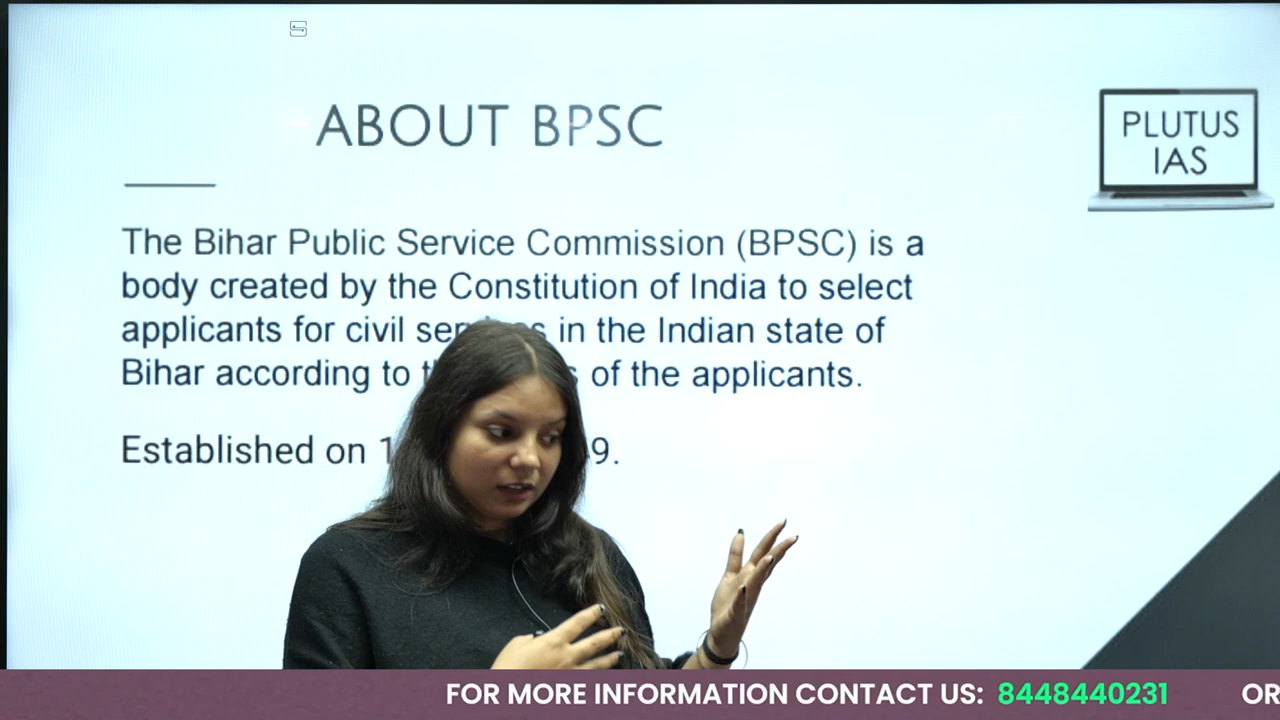 ABOUT BPSC
PLUTUS
IAS
The Bihar Public Service Commission (BPSC) is a
body created by the Constitution of India to select
applicants for civil in the Indian state of
Bihar according to of the applicants.
Established on
FOR MORE INFORMATION CONTACT US: 8448440231 OR